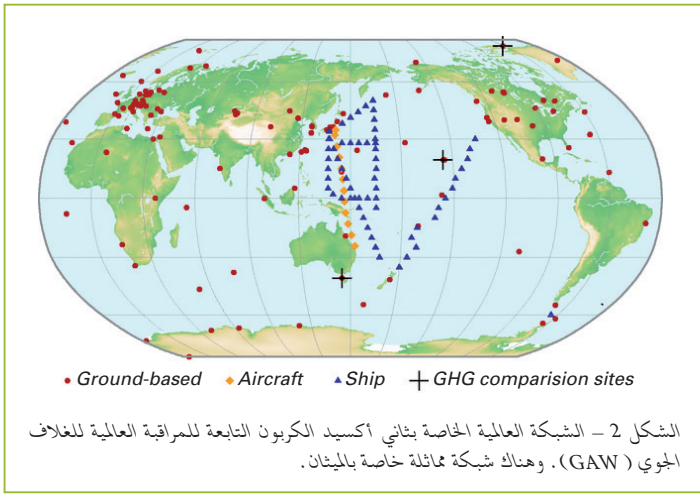 Ground-based Aircraft Ship GHG comparision sites
الشكل 2 – الشبكة العالمية الخاصة بثاني أكسيد الكربون التابعة للمراقبة العالمية للغلاف
الجوي (GAW). وهناك شبكة مماثلة خاصة بالميثان.